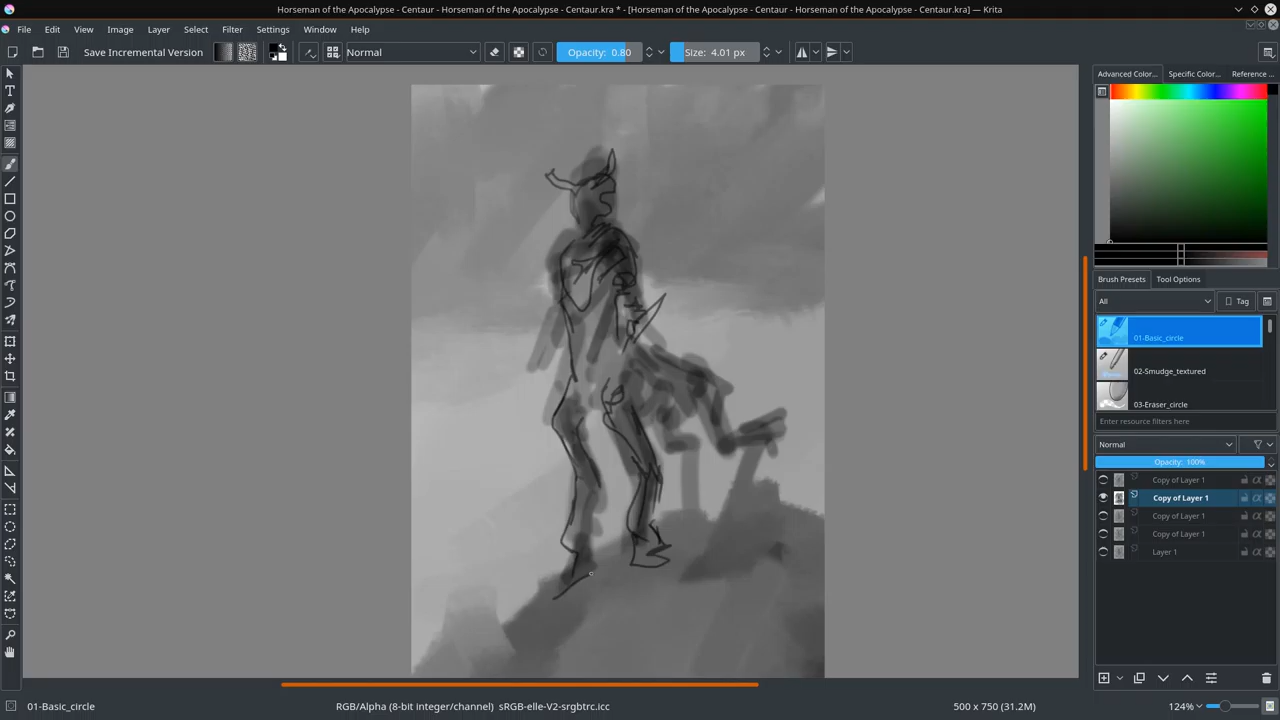 Horseman of the Apocalypse - Centaur - Horseman of the Apocalypse - Centaur.kra * - [Horseman of the Apocalypse - Centaur - Horseman of the Apocalypse - Centaur.kra] - Krita
File Edit View Image Layer Select Filter Settings Window Help
Save Incremental Version Normal Opacity: 0.80 Size: 4.01 px
Advanced Color... Specific Color... Reference ...
Brush Presets Tool Options
All Tag
01-Basic_circle
02-Smudge_textured
03-Eraser_circle
Enter resource filters here
Normal
Opacity: 100%
Copy of Layer 1
Copy of Layer 1
Copy of Layer 1
Copy of Layer 1
Layer 1
01-Basic_circle RGB/Alpha (8-bit integer/channel) sRGB-elle-V2-srgbtrc.icc 500 x 750 (31.2M) 124%